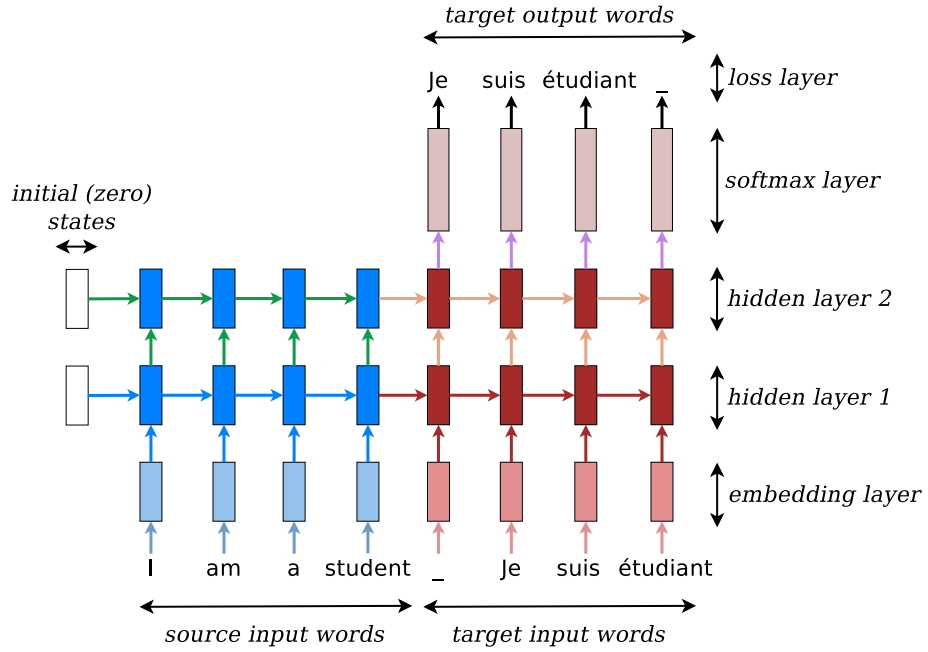 target output words
Je suis étudiant _
loss layer
softmax layer
initial (zero)
states
hidden layer 2
hidden layer 1
embedding layer
I am a student _ Je suis étudiant
source input words
target input words